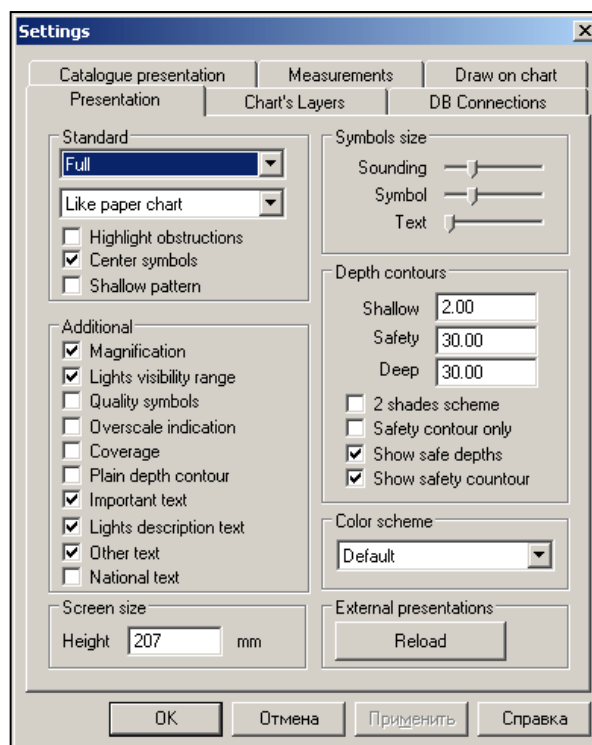 Settings
Catalogue presentation
Measurements
Draw on chart
Presentation
Chart's Layers
DB Connections
Standard
Full
Like paper chart
Highlight obstructions
Center symbols
Shallow pattern
Additional
Magnification
Lights visibility range
Quality symbols
Overscale indication
Coverage
Plain depth contour
Important text
Lights description text
Other text
National text
Screen size
Height 207 mm
Symbols size
Sounding
Symbol
Text
Depth contours
Shallow 2.00
Safety 30.00
Deep 30.00
2 shades scheme
Safety contour only
Show safe depths
Show safety countour
Color scheme
Default
External presentations
Reload
OK
Отмена
Применить
Справка